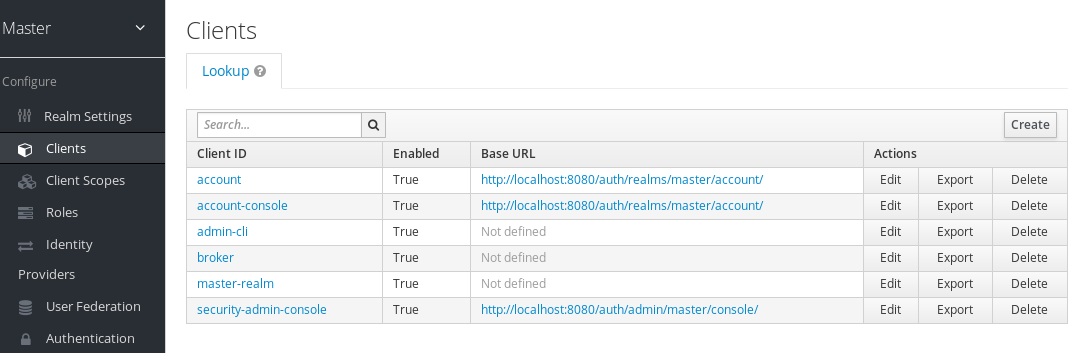 Master
Configure
Realm Settings
Clients
Client Scopes
Roles
Identity
Providers
User Federation
Authentication
Clients
Lookup
Search...
Create
Client ID Enabled Base URL Actions
account True http://localhost:8080/auth/realms/master/account/ Edit Export Delete
account-console True http://localhost:8080/auth/realms/master/account/ Edit Export Delete
admin-cli True Not defined Edit Export Delete
broker True Not defined Edit Export Delete
master-realm True Not defined Edit Export Delete
security-admin-console True http://localhost:8080/auth/admin/master/console/ Edit Export Delete